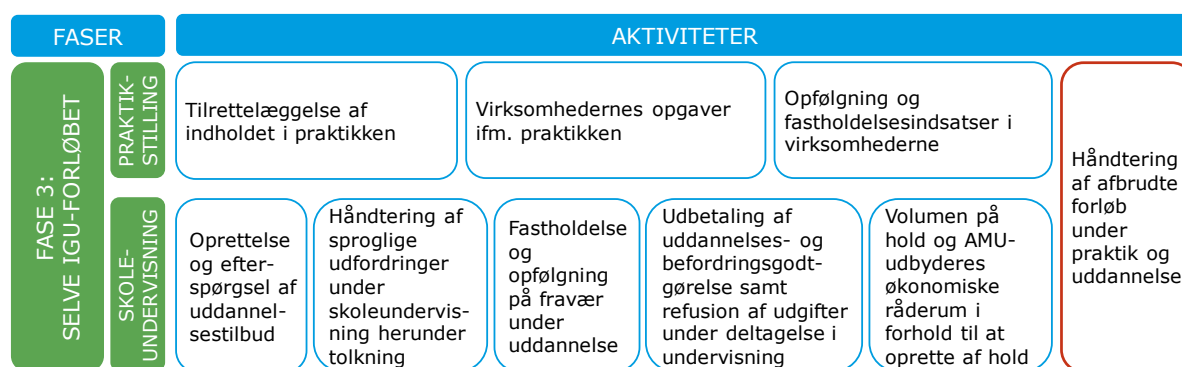 FASER
AKTIVITETER
FASE 3:
SELVE IGU-FORLØBET
PRAKTIK-
STILLING
Tilrettelæggelse af
indholdet i praktikken
Virksomhedernes opgaver
ifm. praktikken
Opfølgning og
fastholdelsesindsatser i
virksomhederne
Håndtering
af afbrudte
forløb
under
praktik og
uddannelse
SKOLE-
UNDERVISNING
Oprettelse
og efter-
spørgsel af
uddannel-
sestilbud
Håndtering af
sproglige
udfordringer
under
skoleundervis-
ning herunder
tolkning
Fastholdelse
og
opfølgning
på fravær
under
uddannelse
Udbetaling af
uddannelses- og
befordringsgodt-
gørelse samt
refusion af udgifter
under deltagelse i
undervisning
Volumen på
hold og AMU-
udbyderes
økonomiske
råderum i
forhold til at
oprette af hold